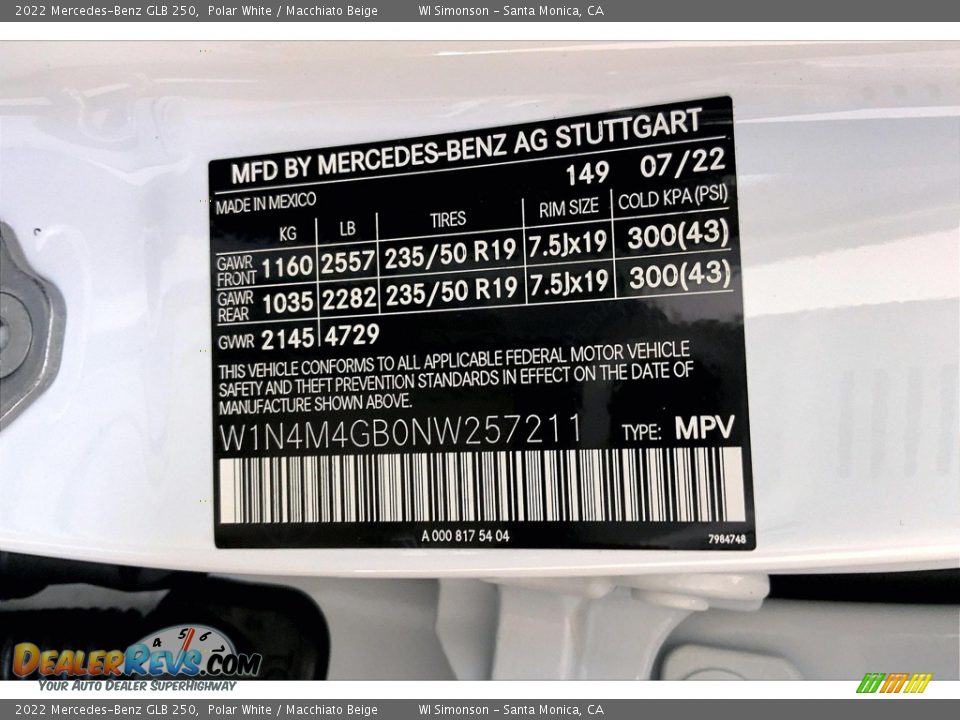 2022 Mercedes-Benz GLB 250, Polar White / Macchiato Beige WI Simonson - Santa Monica, CA
MFD BY MERCEDES-BENZ AG STUTTGART
149 07/22
MADE IN MEXICO
KG LB TIRES RIM SIZE COLD KPA (PSI)
GAWR FRONT 1160 2557 235/50 R19 7.5Jx19 300(43)
GAWR REAR 1035 2282 235/50 R19 7.5Jx19 300(43)
GVWR 2145 4729
THIS VEHICLE CONFORMS TO ALL APPLICABLE FEDERAL MOTOR VEHICLE
SAFETY AND THEFT PREVENTION STANDARDS IN EFFECT ON THE DATE OF
MANUFACTURE SHOWN ABOVE.
W1N4M4GB0NW257211 TYPE: MPV
A 000 817 54 04 7984748
4 5 6
DEALERREVS.COM
YOUR AUTO DEALER SUPERHIGHWAY
2022 Mercedes-Benz GLB 250, Polar White / Macchiato Beige WI Simonson - Santa Monica, CA